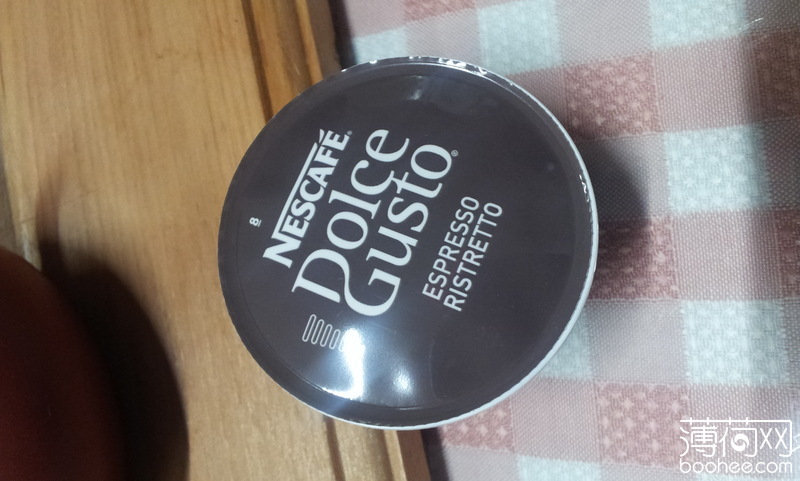 8
NESCAFÉ®
Dolce
Gusto®
ESPRESSO
RISTRETTO
薄荷网
boohee.com